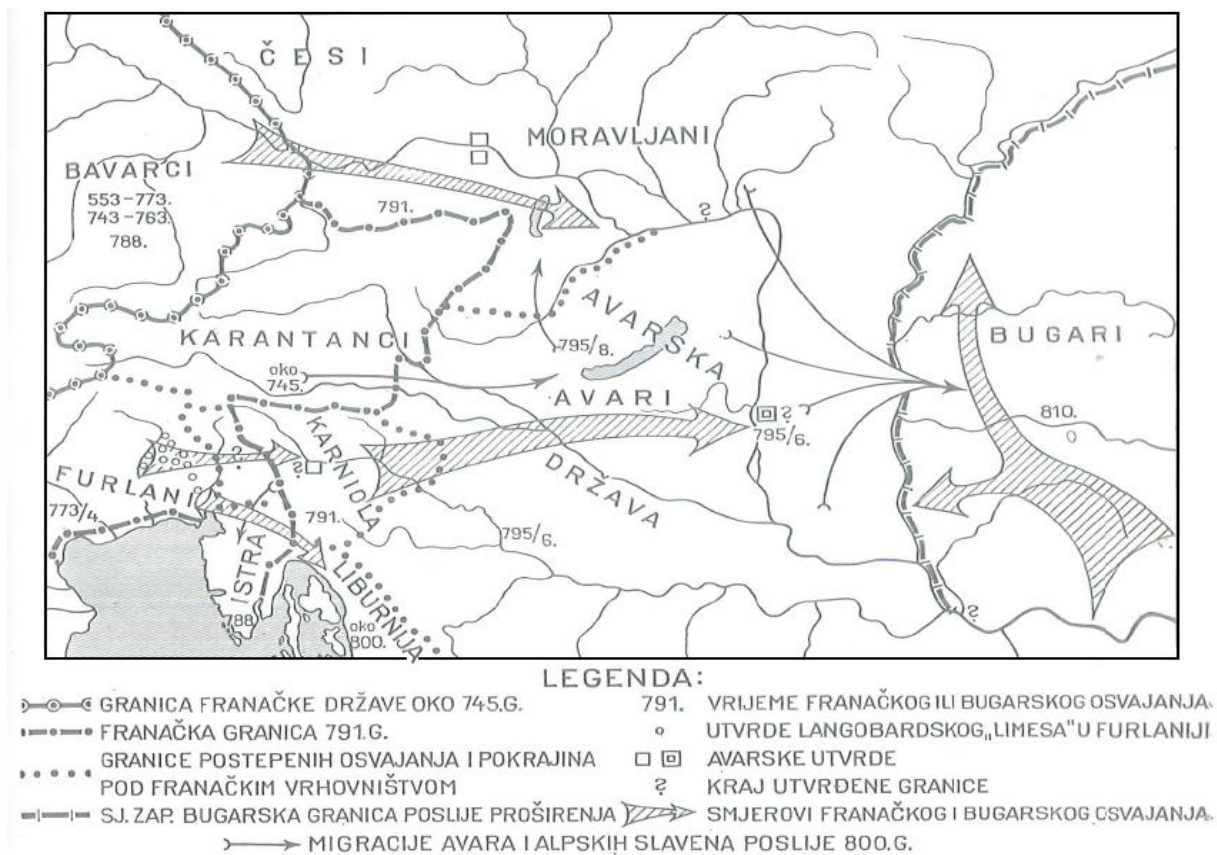 ČESI
MORAVLJANI
BAVARCI
553-773.
743-763.
788.
791.
?
AVARSKA
BUGARI
KARANTANCI
795/8.
oko
745.
AVARI
?
795/6.
810.
KARNIOLA
?
?
FURLANI
DRŽAVA
773/4.
791.
795/6.
ISTRA
LIBURNIJA
788
oko
800.
?
LEGENDA:
GRANICA FRANAČKE DRŽAVE OKO 745.G.
FRANAČKA GRANICA 791.G.
GRANICE POSTEPENIH OSVAJANJA I POKRAJINA
POD FRANAČKIM VRHOVNIŠTVOM
SJ. ZAP. BUGARSKA GRANICA POSLIJE PROŠIRENJA
791. VRIJEME FRANAČKOG ILI BUGARSKOG OSVAJANJA.
UTVRDE LANGOBARDSKOG „LIMESA" U FURLANIJI
AVARSKE UTVRDE
? KRAJ UTVRĐENE GRANICE
SMJEROVI FRANAČKOG I BUGARSKOG OSVAJANJA.
MIGRACIJE AVARA I ALPSKIH SLAVENA POSLIJE 800.G.